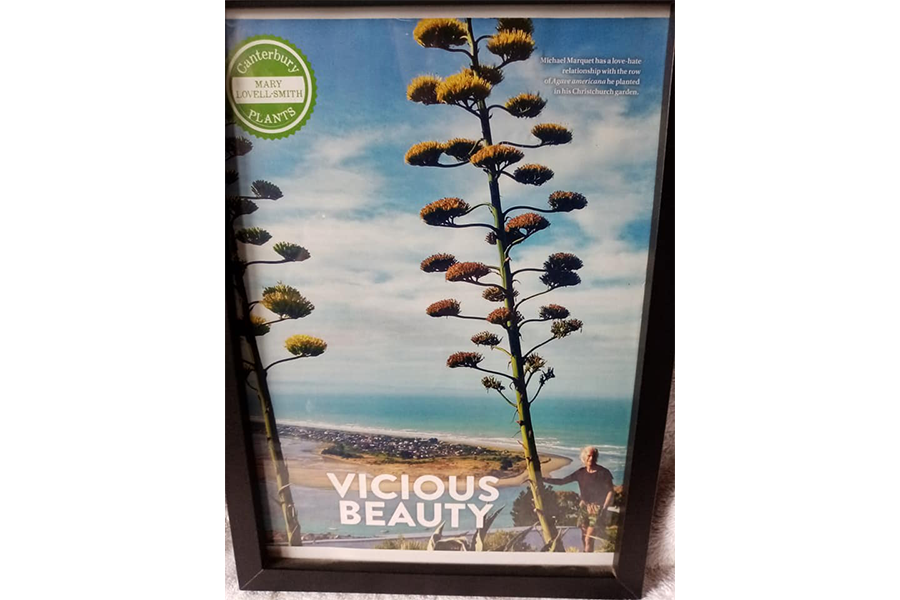 Canterbury
MARY
LOVELL-SMITH
PLANTS
Michael Marquet has a love-hate
relationship with the row
of Agave americana he planted
in his Christchurch garden.
VICIOUS
BEAUTY